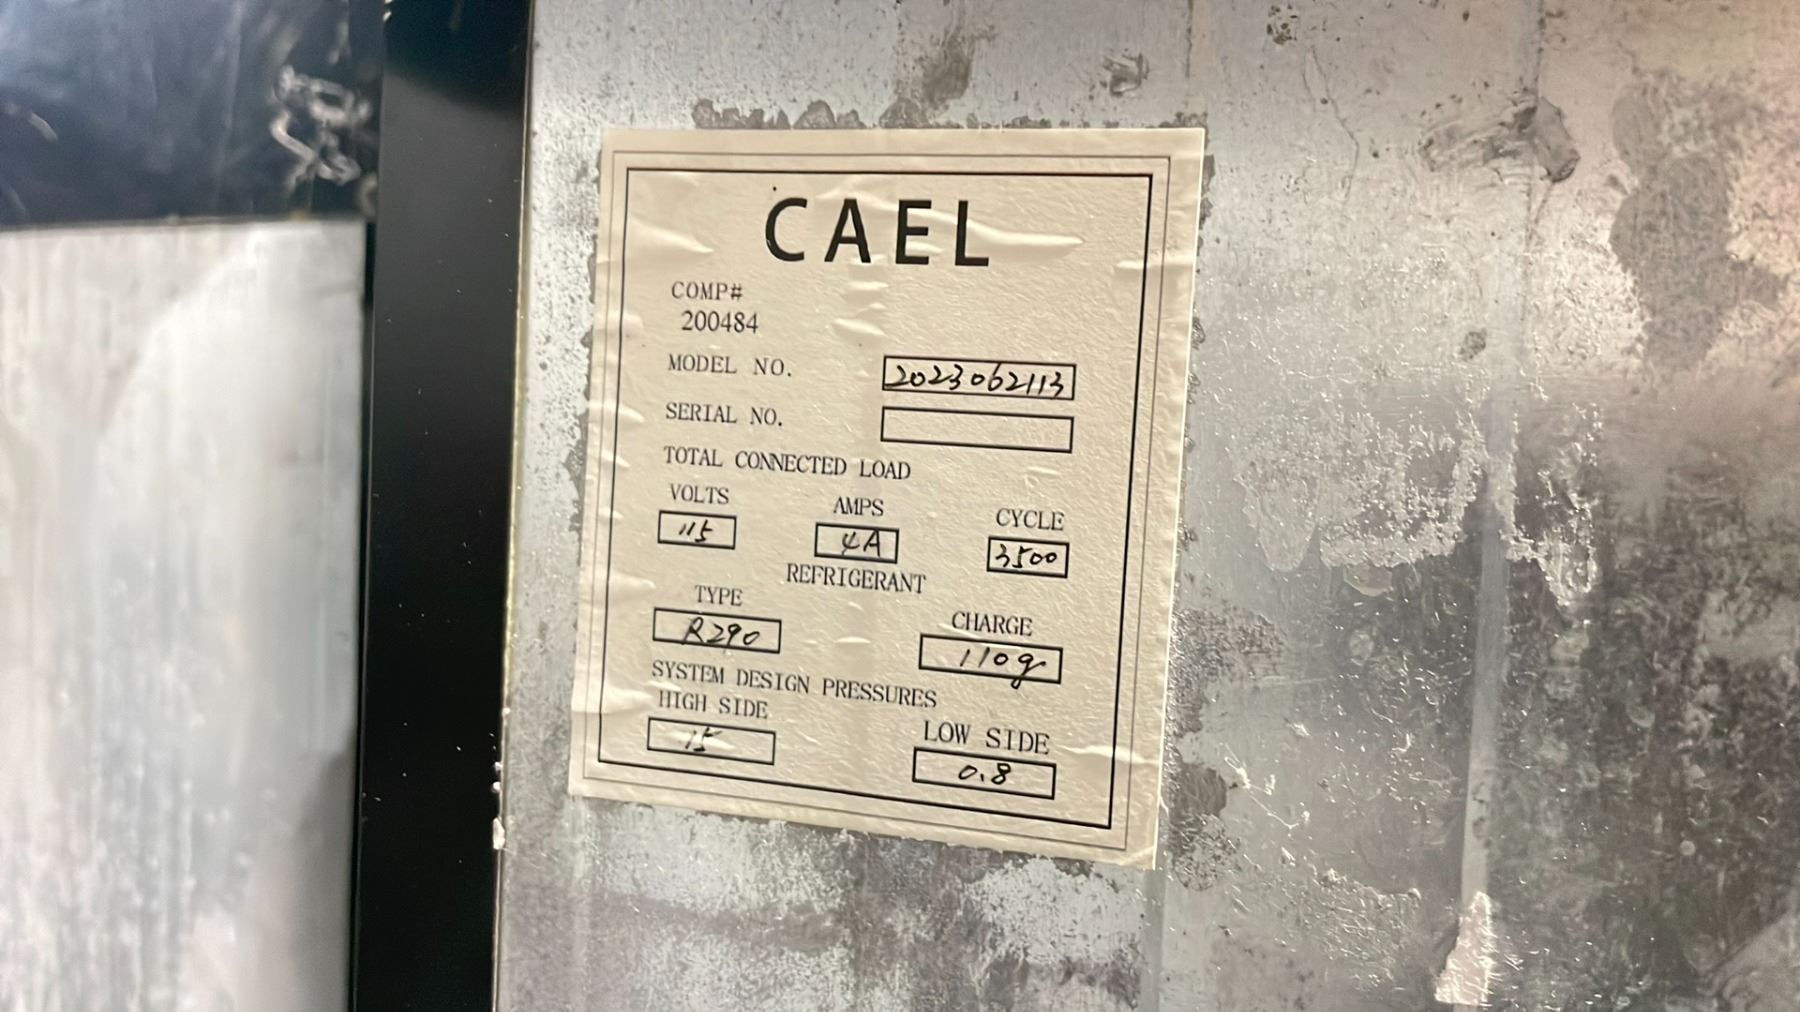 CAEL
COMP#
200484
MODEL NO. 2023062113
SERIAL NO.
TOTAL CONNECTED LOAD
VOLTS AMPS CYCLE
115 4A 3500
REFRIGERANT
TYPE CHARGE
R290 110g
SYSTEM DESIGN PRESSURES
HIGH SIDE LOW SIDE
15 0.8